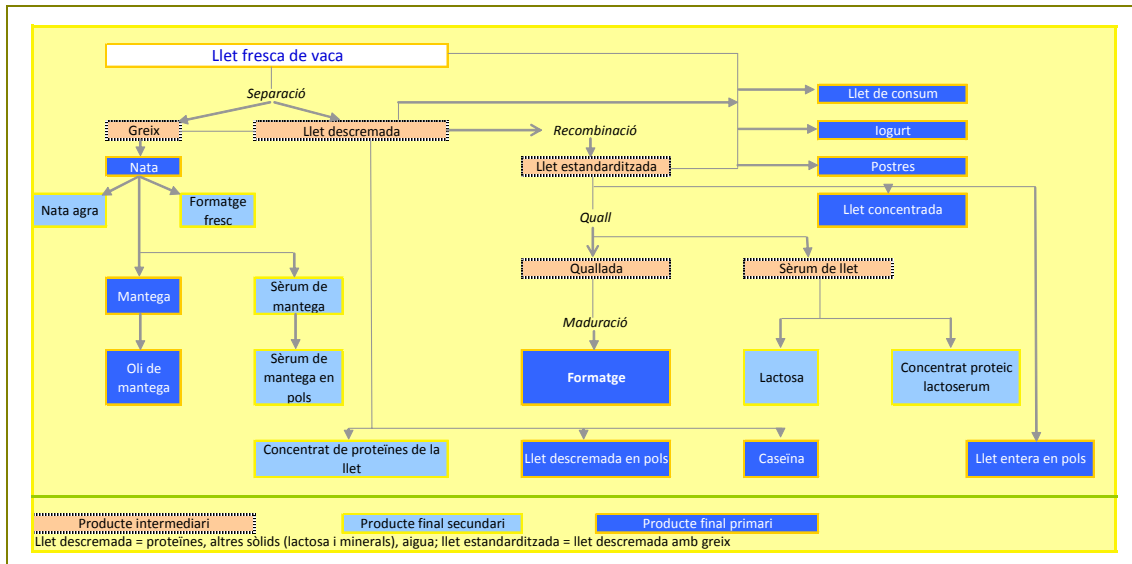 Llet fresca de vaca
Separació
Llet de consum
Greix
Llet descremada
Recombinació
Iogurt
Nata
Llet estandarditzada
Postres
Nata agra
Formatge
fresc
Llet concentrada
Quall
Quallada
Sèrum de llet
Mantega
Sèrum de
mantega
Maduració
Oli de
mantega
Sèrum de
mantega en
pols
Formatge
Lactosa
Concentrat proteic
lactoserum
Concentrat de proteïnes de la
llet
Llet descremada en pols
Caseïna
Llet entera en pols
Producte intermediari
Producte final secundari
Producte final primari
Llet descremada = proteïnes, altres sòlids (lactosa i minerals), aigua; llet estandarditzada = llet descremada amb greix